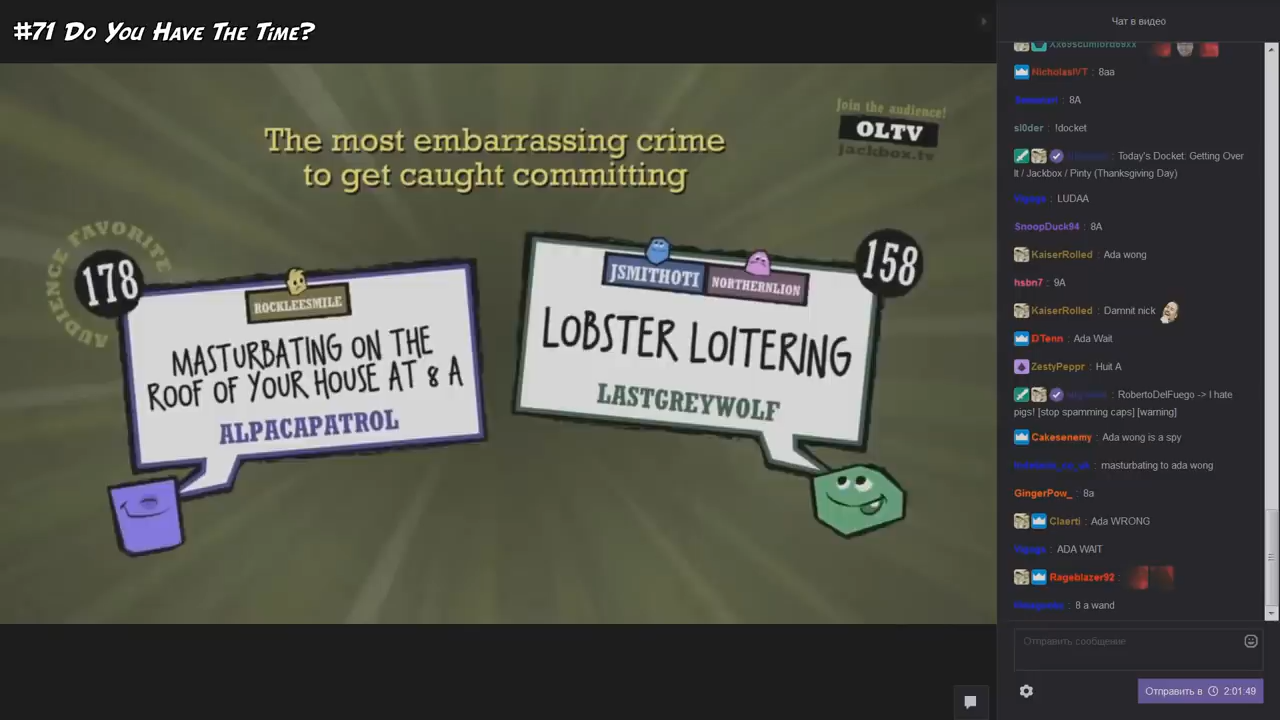 #71 Do You Have The Time?
The most embarrassing crime
to get caught committing
Join the audience!
OLTV
jackbox.tv
AUDIENCE FAVORITE
178
ROCKLEESMILE
MASTURBATING ON THE
ROOF OF YOUR HOUSE AT 8 A
ALPACAPATROL
158
JSMITHOTI
NORTHERNLION
LOBSTER LOITERING
LASTGREYWOLF
Чат в видео
NicholasIVT : 8aa
: 8A
sl0der : !docket
: Today's Docket: Getting Over
It / Jackbox / Pinty (Thanksgiving Day)
: LUDAA
SnoopDuck94 : 8A
KaiserRolled : Ada wong
hsbn7 : 9A
KaiserRolled : Damnit nick
DTenn : Ada Wait
ZestyPeppr : Huit A
: RobertoDelFuego -> I hate
pigs! [stop spamming caps] [warning]
Cakesenemy : Ada wong is a spy
: masturbating to ada wong
GingerPow_ : 8a
Claerti : Ada WRONG
: ADA WAIT
Rageblazer92 :
: 8 a wand
Отправить сообщение
Отправить в 2:01:49